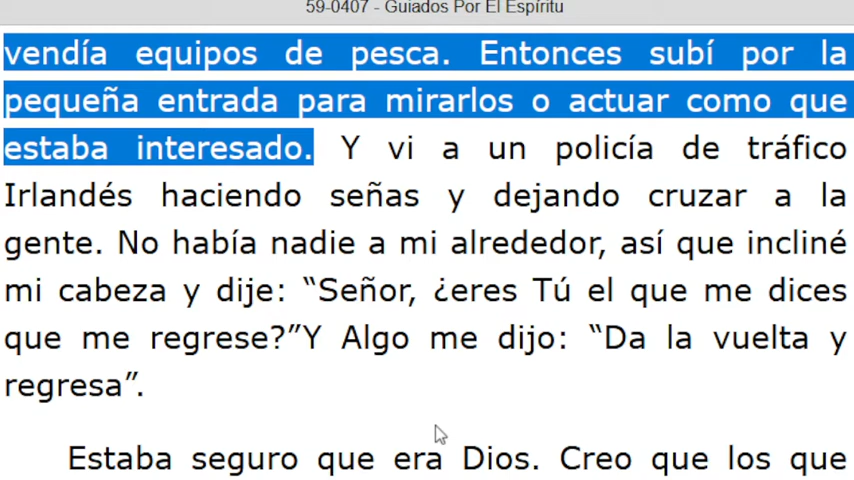 59-0407 - Guiados Por El Espíritu
vendía equipos de pesca. Entonces subí por la
pequeña entrada para mirarlos o actuar como que
estaba interesado. Y vi a un policía de tráfico
Irlandés haciendo señas y dejando cruzar a la
gente. No había nadie a mi alrededor, así que incliné
mi cabeza y dije: “Señor, ¿eres Tú el que me dices
que me regrese?”Y Algo me dijo: “Da la vuelta y
regresa”.
Estaba seguro que era Dios. Creo que los que